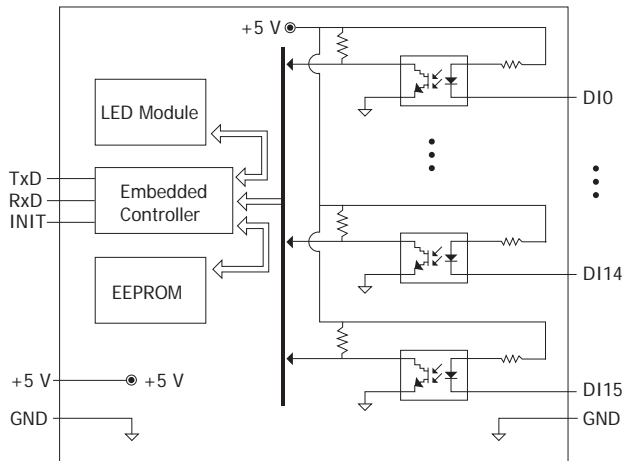 +5 V
LED Module
DI0
TxD
RxD
INIT
Embedded
Controller
DI14
EEPROM
+5 V
+5 V
DI15
GND
GND